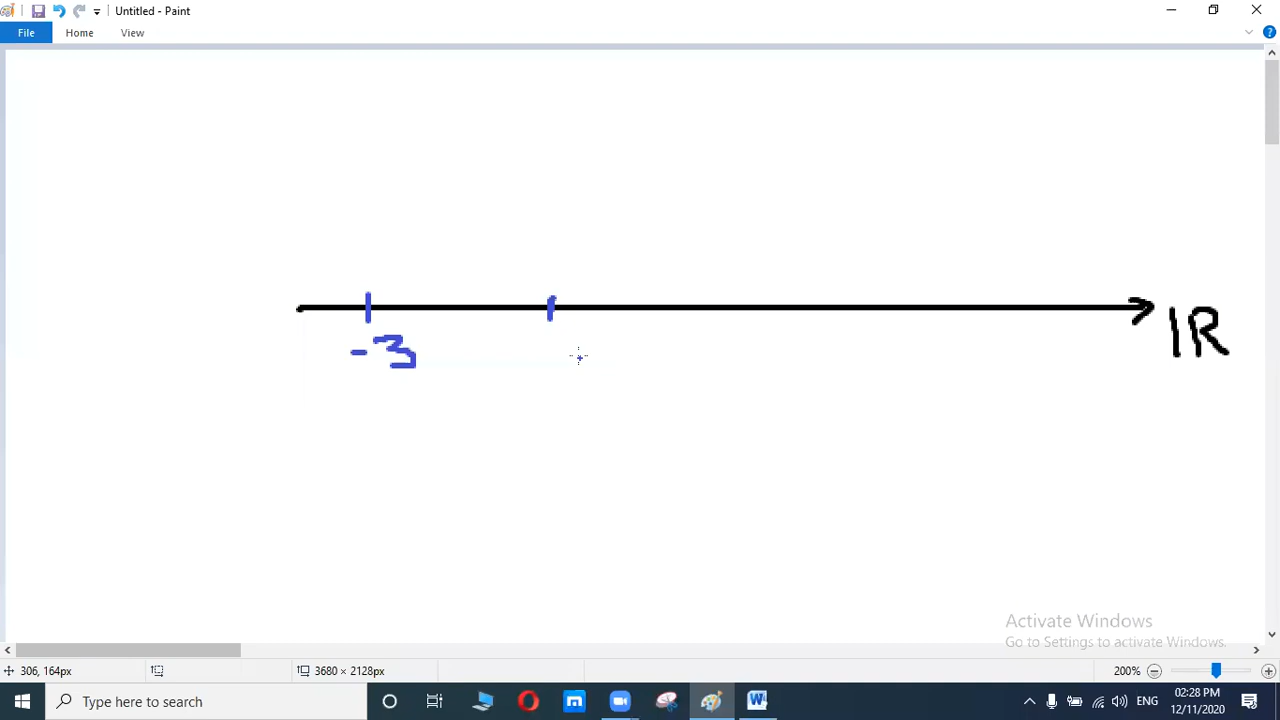 Untitled - Paint
File Home View
-3
IR
Activate Windows
Go to Settings to activate Windows.
306, 164px 3680 × 2128px 200%
Type here to search
W
ENG
02:28 PM
12/11/2020